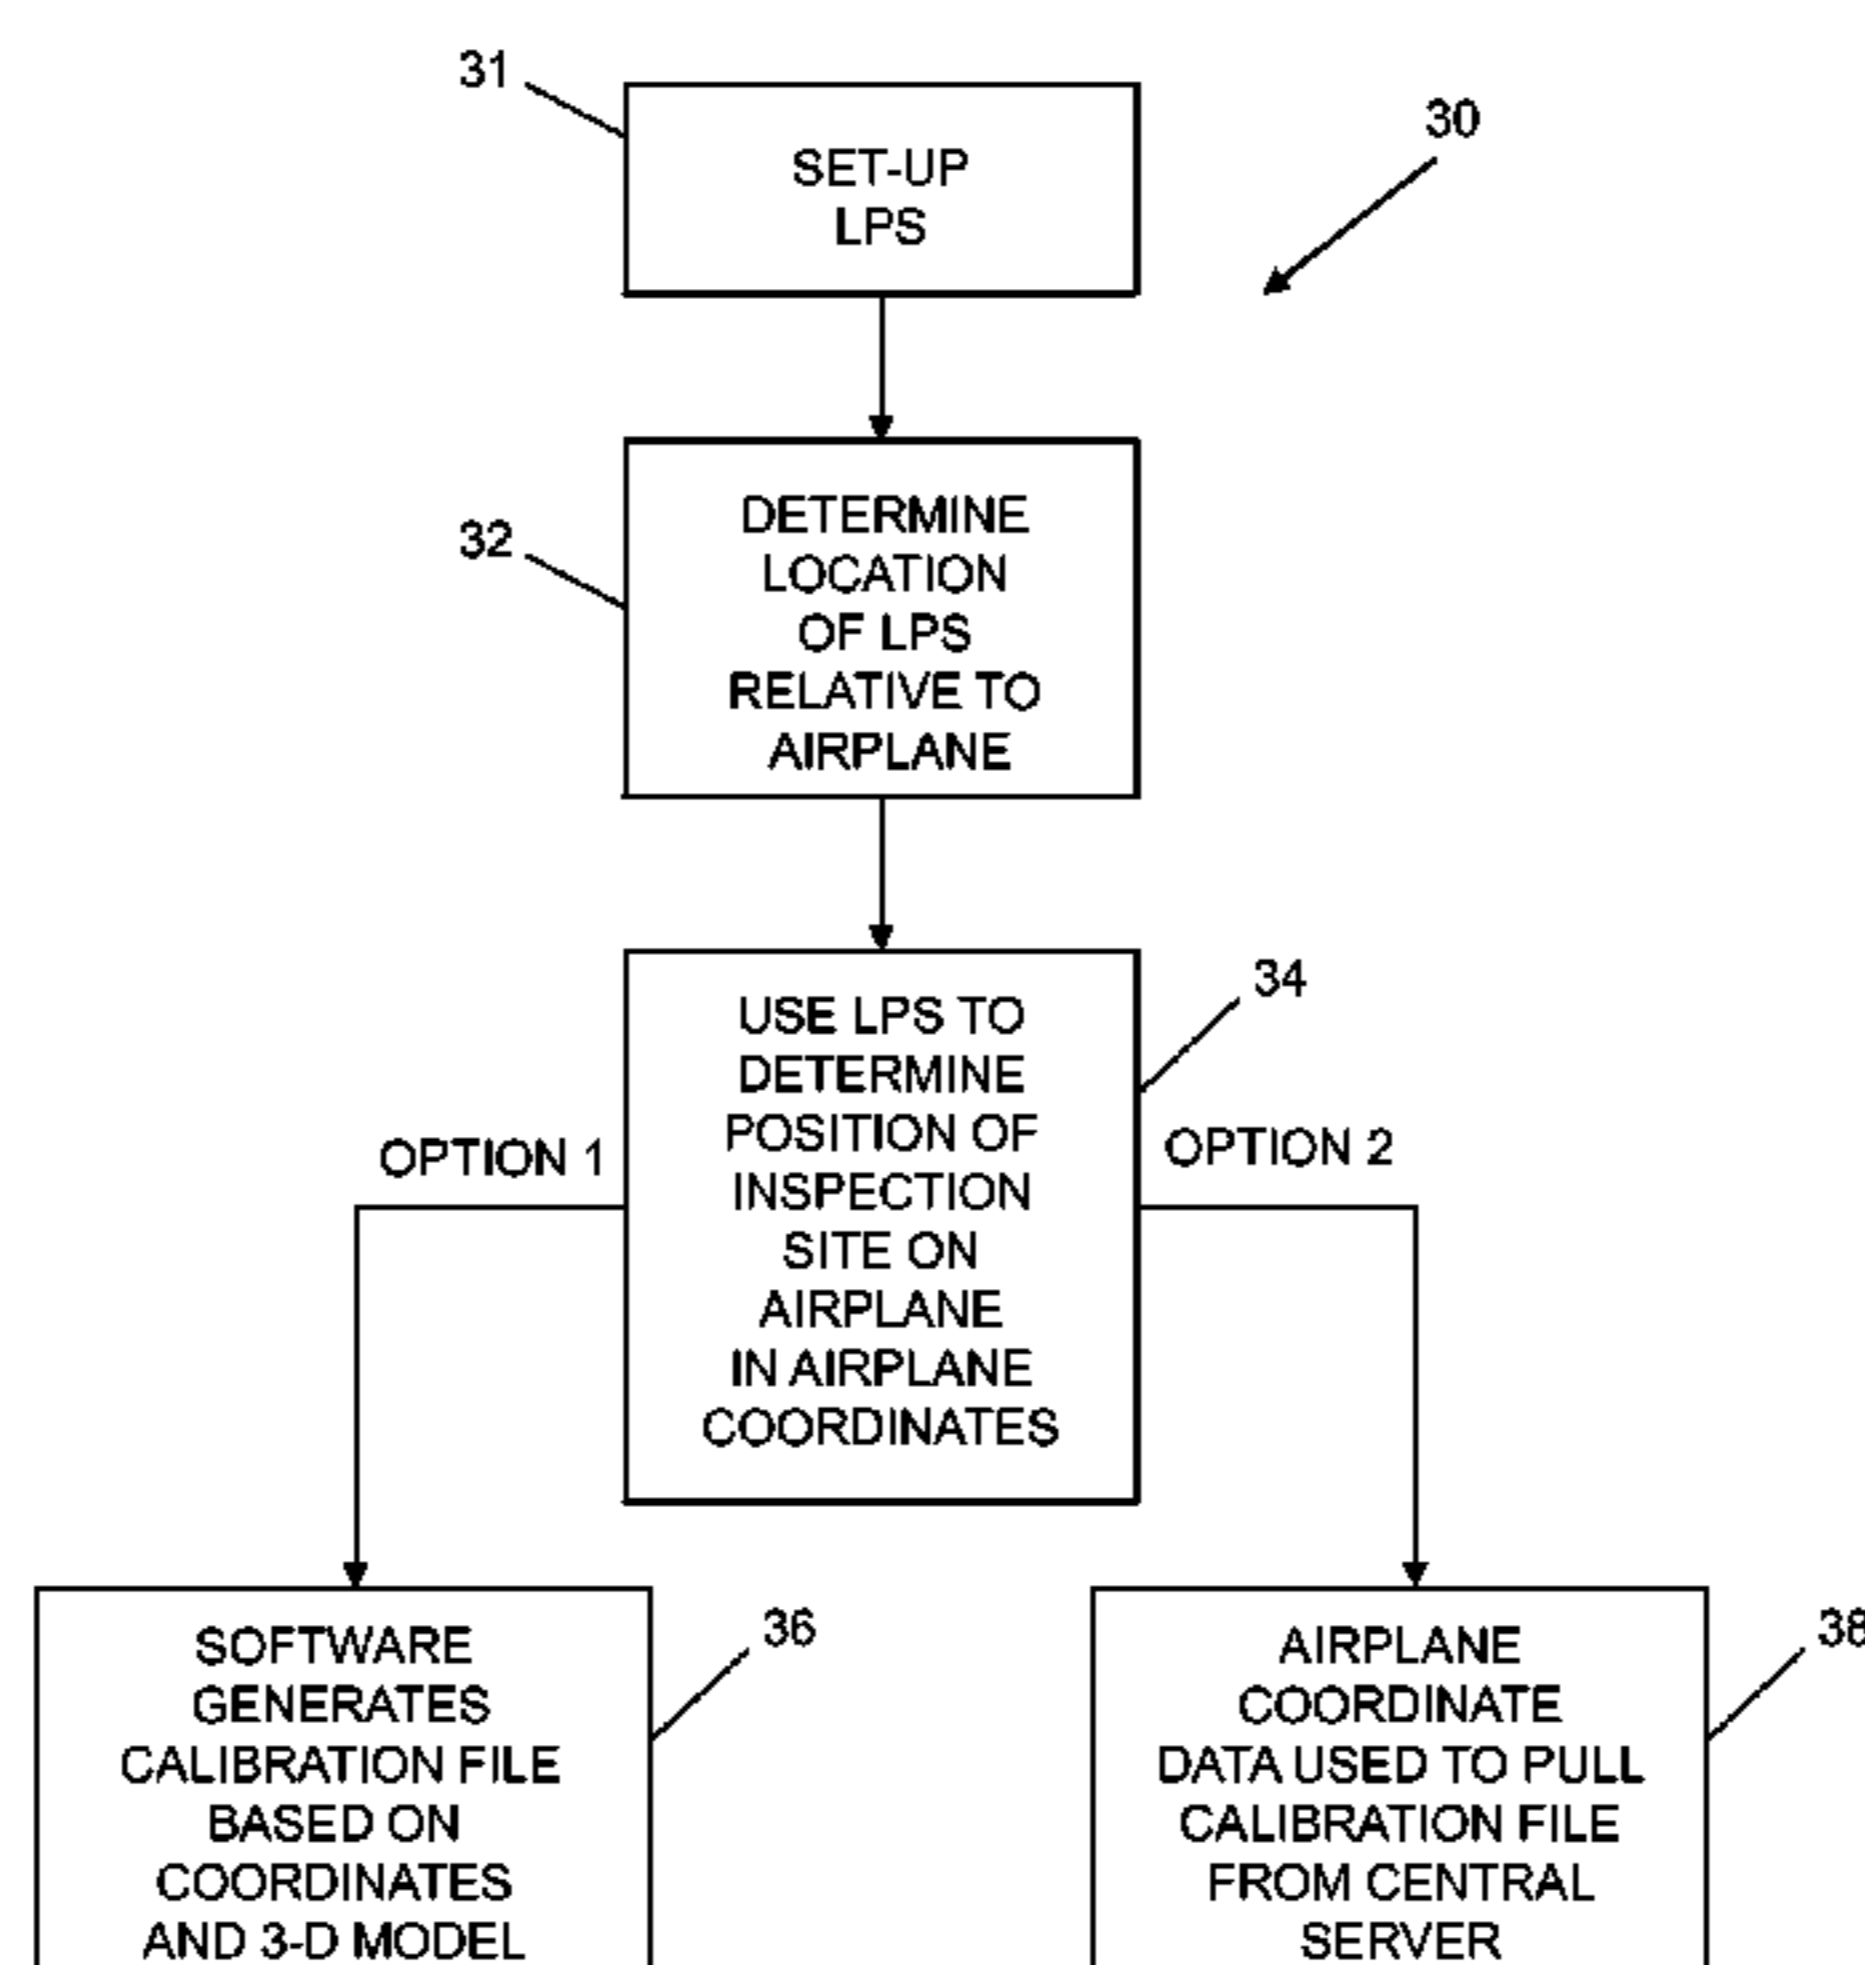 31
SET-UP
LPS
30
32
DETERMINE
LOCATION
OF LPS
RELATIVE TO
AIRPLANE
34
USE LPS TO
DETERMINE
POSITION OF
INSPECTION
SITE ON
AIRPLANE
IN AIRPLANE
COORDINATES
OPTION 1
OPTION 2
36
SOFTWARE
GENERATES
CALIBRATION FILE
BASED ON
COORDINATES
AND 3-D MODEL
38
AIRPLANE
COORDINATE
DATA USED TO PULL
CALIBRATION FILE
FROM CENTRAL
SERVER